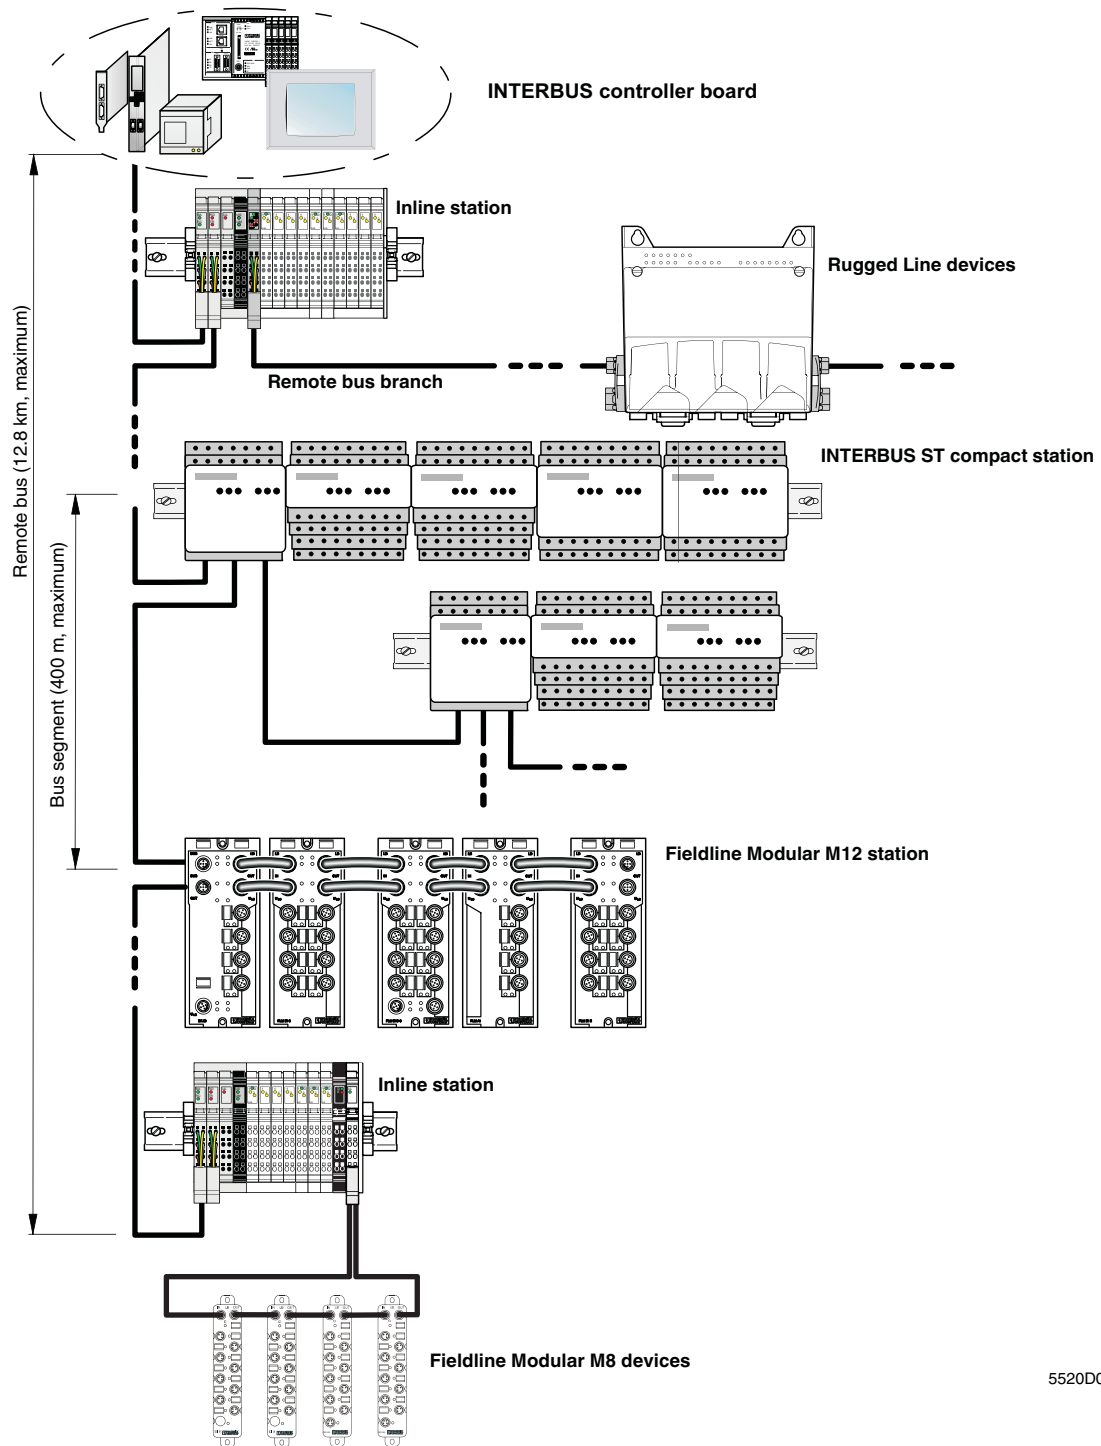 INTERBUS controller board
Inline station
Rugged Line devices
Remote bus branch
INTERBUS ST compact station
Remote bus (12.8 km, maximum)
Bus segment (400 m, maximum)
Fieldline Modular M12 station
Inline station
Fieldline Modular M8 devices
5520D0